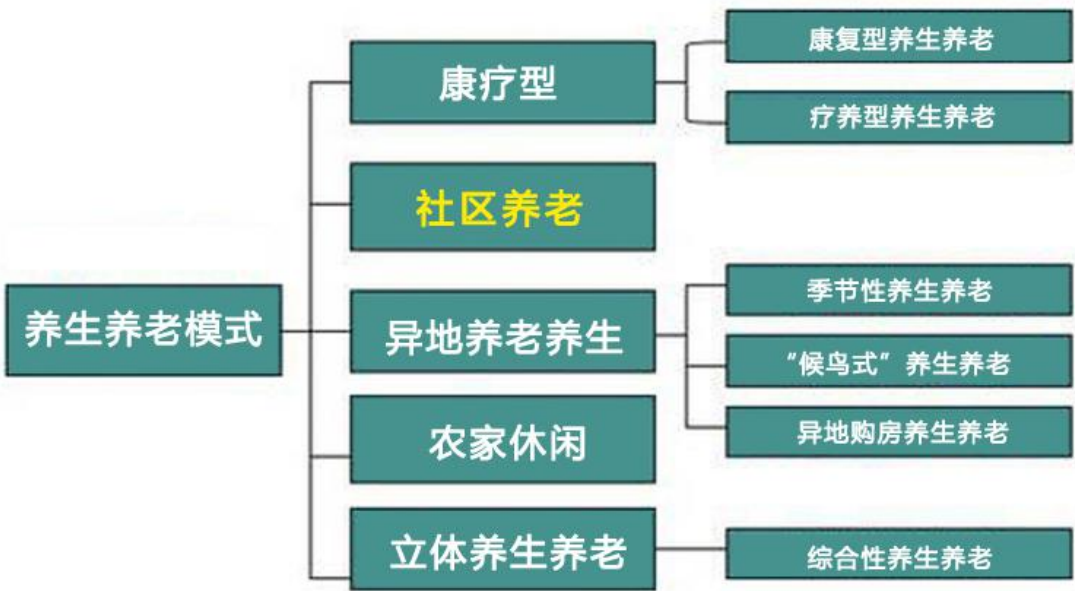 养生养老模式
康疗型
康复型养生养老
疗养型养生养老
社区养老
异地养老养生
季节性养生养老
“候鸟式”养生养老
异地购房养生养老
农家休闲
立体养生养老
综合性养生养老